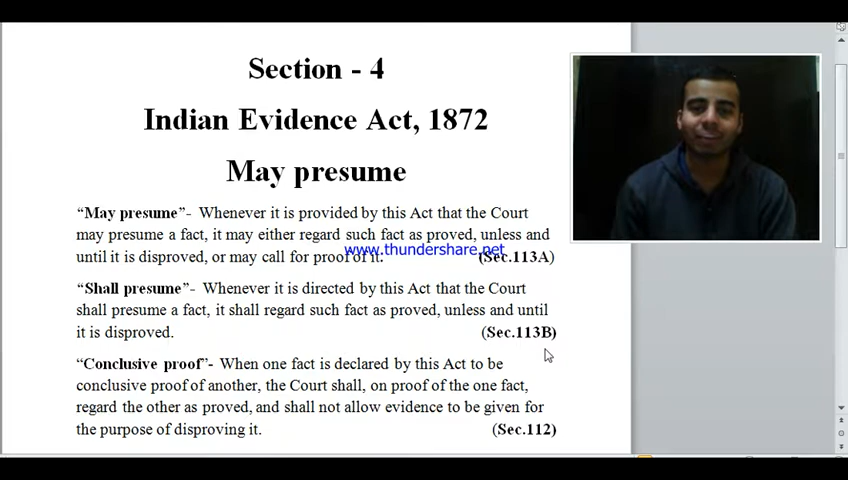 Section - 4
Indian Evidence Act, 1872
May presume
“May presume”- Whenever it is provided by this Act that the Court
may presume a fact, it may either regard such fact as proved, unless and
until it is disproved, or may call for proof of it. (Sec.113A)
www.thundershare.net
“Shall presume”- Whenever it is directed by this Act that the Court
shall presume a fact, it shall regard such fact as proved, unless and until
it is disproved. (Sec.113B)
“Conclusive proof”- When one fact is declared by this Act to be
conclusive proof of another, the Court shall, on proof of the one fact,
regard the other as proved, and shall not allow evidence to be given for
the purpose of disproving it. (Sec.112)